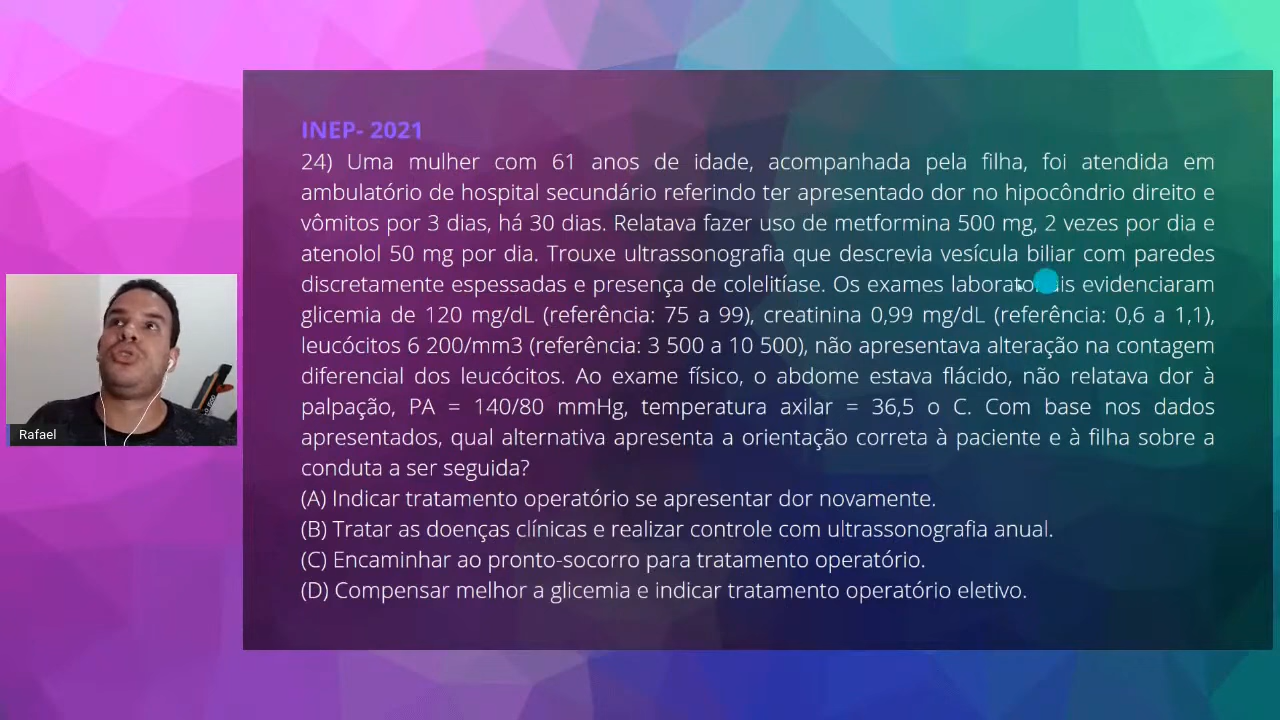 INEP- 2021
24) Uma mulher com 61 anos de idade, acompanhada pela filha, foi atendida em
ambulatório de hospital secundário referindo ter apresentado dor no hipocôndrio direito e
vômitos por 3 dias, há 30 dias. Relatava fazer uso de metformina 500 mg, 2 vezes por dia e
atenolol 50 mg por dia. Trouxe ultrassonografia que descrevia vesícula biliar com paredes
discretamente espessadas e presença de colelitíase. Os exames laboratoriais evidenciaram
glicemia de 120 mg/dL (referência: 75 a 99), creatinina 0,99 mg/dL (referência: 0,6 a 1,1),
leucócitos 6 200/mm3 (referência: 3 500 a 10 500), não apresentava alteração na contagem
diferencial dos leucócitos. Ao exame físico, o abdome estava flácido, não relatava dor à
palpação, PA = 140/80 mmHg, temperatura axilar = 36,5 o C. Com base nos dados
apresentados, qual alternativa apresenta a orientação correta à paciente e à filha sobre a
conduta a ser seguida?
(A) Indicar tratamento operatório se apresentar dor novamente.
(B) Tratar as doenças clínicas e realizar controle com ultrassonografia anual.
(C) Encaminhar ao pronto-socorro para tratamento operatório.
(D) Compensar melhor a glicemia e indicar tratamento operatório eletivo.
Rafael